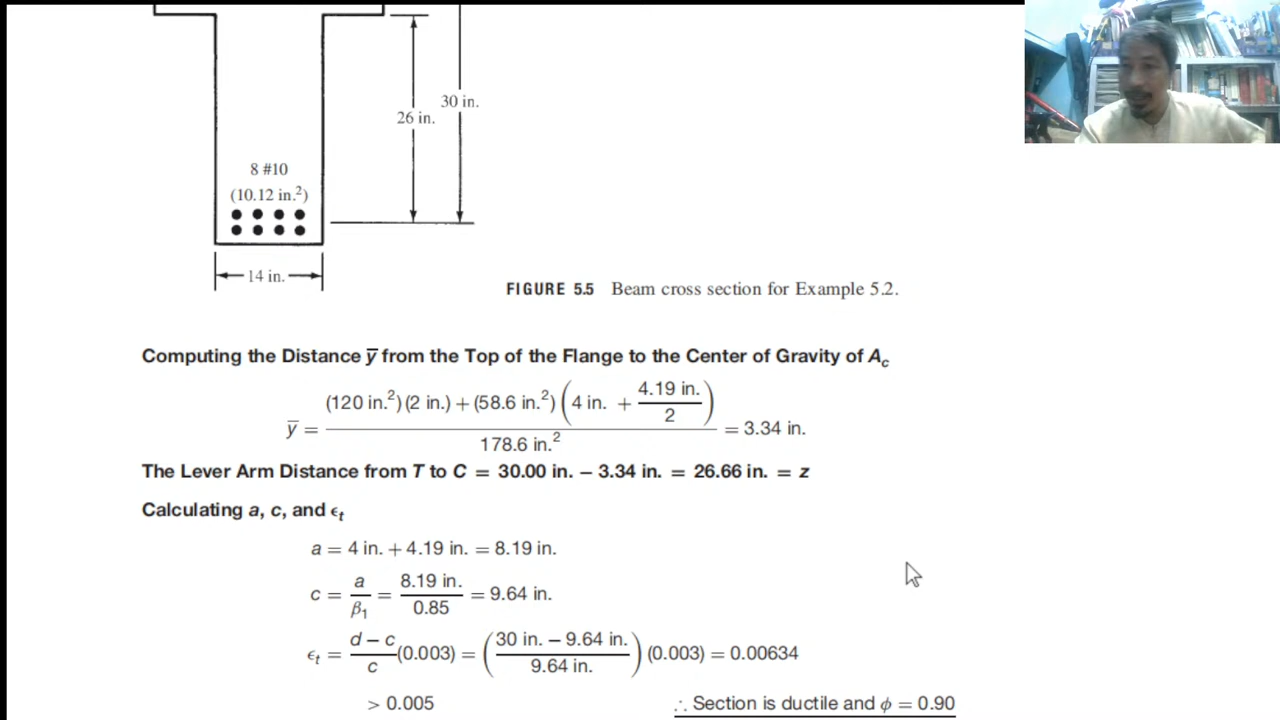 30 in.
26 in.
8 #10
(10.12 in.²)
14 in.
FIGURE 5.5 Beam cross section for Example 5.2.
Computing the Distance y̅ from the Top of the Flange to the Center of Gravity of A_c
y̅ = ((120 in.²)(2 in.) + (58.6 in.²)(4 in. + 4.19 in./2))/178.6 in.² = 3.34 in.
The Lever Arm Distance from T to C = 30.00 in. − 3.34 in. = 26.66 in. = z
Calculating a, c, and ϵ_t
a = 4 in. + 4.19 in. = 8.19 in.
c = a/β₁ = 8.19 in./0.85 = 9.64 in.
ϵ_t = (d − c)/c (0.003) = ((30 in. − 9.64 in.)/9.64 in.) (0.003) = 0.00634
> 0.005 ∴ Section is ductile and ϕ = 0.90